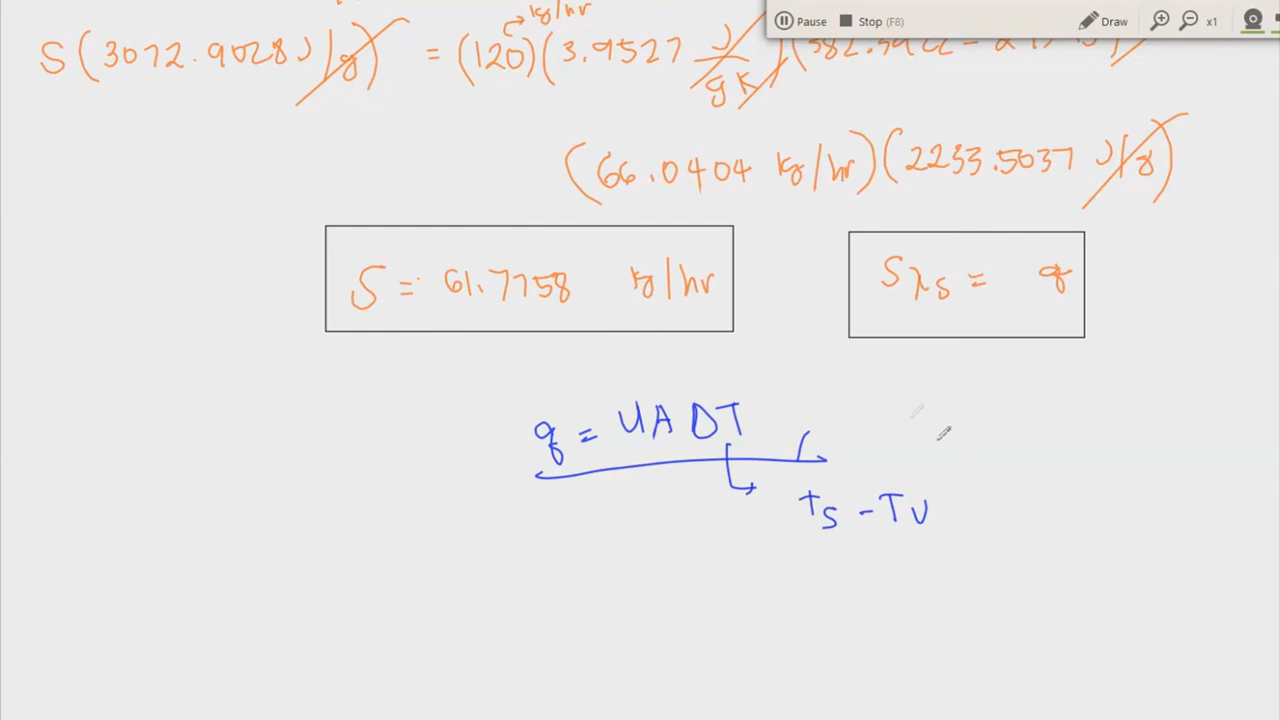 kg/hr
Pause Stop (F8) Draw x1
S(3072.9028 J/g) = (120)(3.9527 J/gK)
(66.0404 kg/hr)(2233.5037 J/g)
S = 61.7758 kg/hr
Sλs = q
q = UADT
ts - Tv